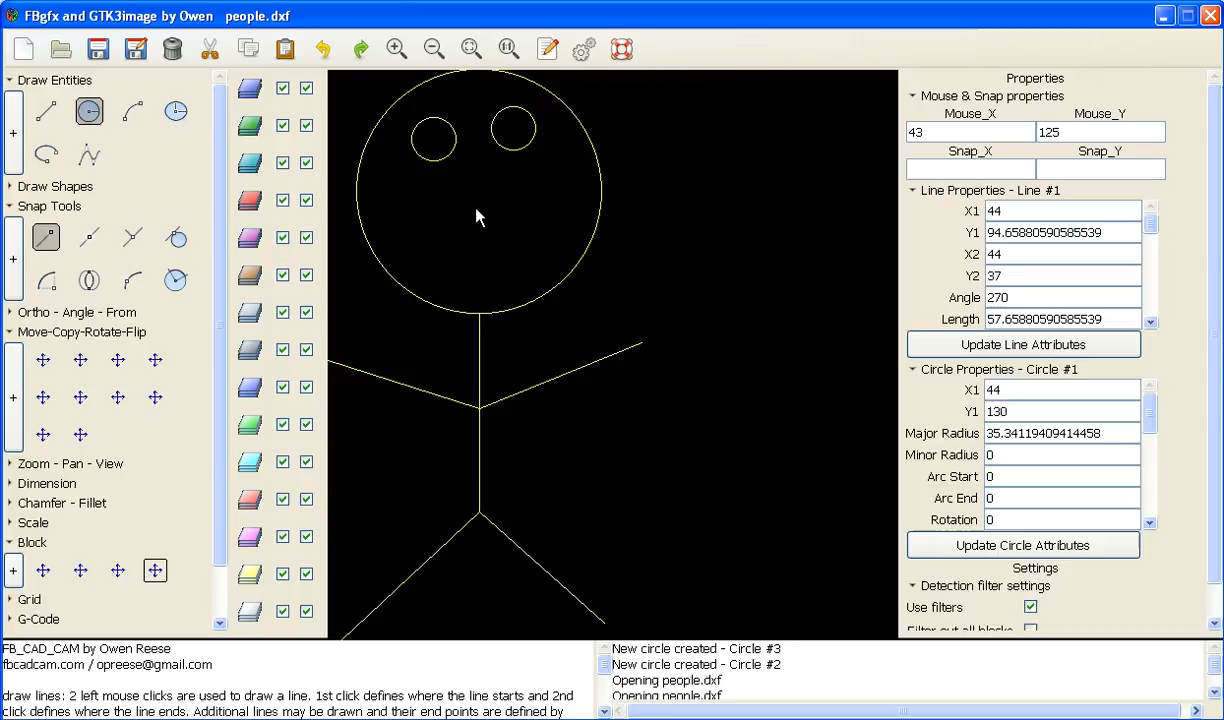 FBgfx and GTK3image by Owen people.dxf
Draw Entities
+
Draw Shapes
Snap Tools
+
Ortho - Angle - From
Move-Copy-Rotate-Flip
+
Zoom - Pan - View
Dimension
Chamfer - Fillet
Scale
Block
+
Grid
G-Code
Properties
Mouse & Snap properties
Mouse_X Mouse_Y
43 125
Snap_X Snap_Y
Line Properties - Line #1
X1 44
Y1 94.65880590585539
X2 44
Y2 37
Angle 270
Length 57.65880590585539
Update Line Attributes
Circle Properties - Circle #1
X1 44
Y1 130
Major Radius 35.34119409414458
Minor Radius 0
Arc Start 0
Arc End 0
Rotation 0
Update Circle Attributes
Settings
Detection filter settings
Use filters
Filter out all blocks
FB_CAD_CAM by Owen Reese
fbcadcam.com / opreese@gmail.com
draw lines: 2 left mouse clicks are used to draw a line. 1st click defines where the line starts and 2nd
click defines where the line ends. Additional lines may be drawn and their end points are defined by
New circle created - Circle #3
New circle created - Circle #2
Opening people.dxf
Opening people.dxf